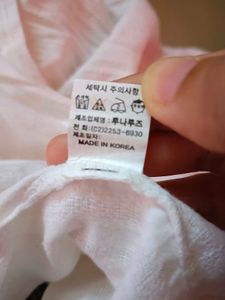 세탁시 주의사항
제조업체명 : 루나루즈
전 화 : (C2)2253-6930
제조일자:
MADE IN KOREA